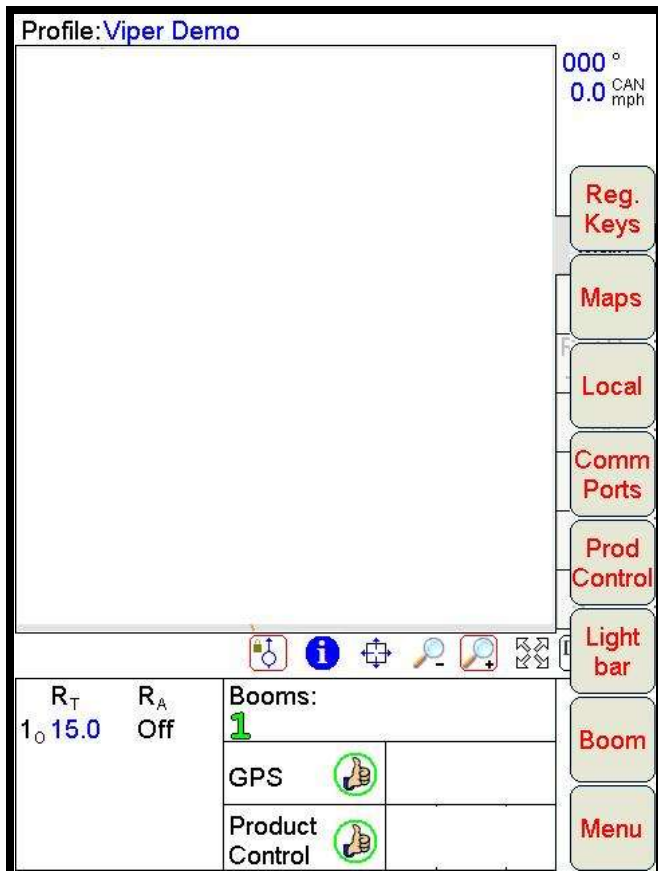 Profile:Viper Demo
000 °
0.0 CAN mph
Reg.
Keys
Maps
Local
Comm
Ports
Prod
Control
Light
bar
RT RA
1O 15.0 Off
Booms:
1
Boom
GPS
Product
Control
Menu